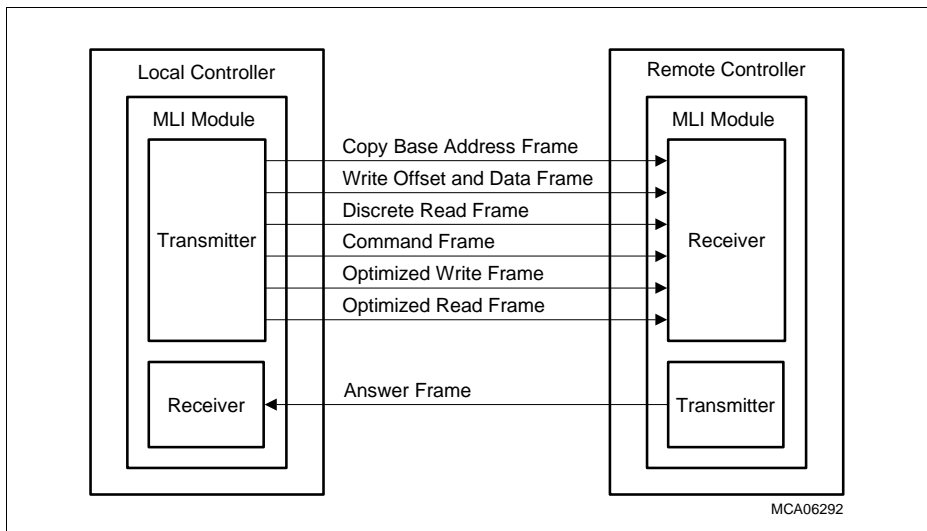 Local Controller
Remote Controller
MLI Module
MLI Module
Copy Base Address Frame
Write Offset and Data Frame
Discrete Read Frame
Transmitter
Command Frame
Receiver
Optimized Write Frame
Optimized Read Frame
Receiver
Answer Frame
Transmitter
MCA06292